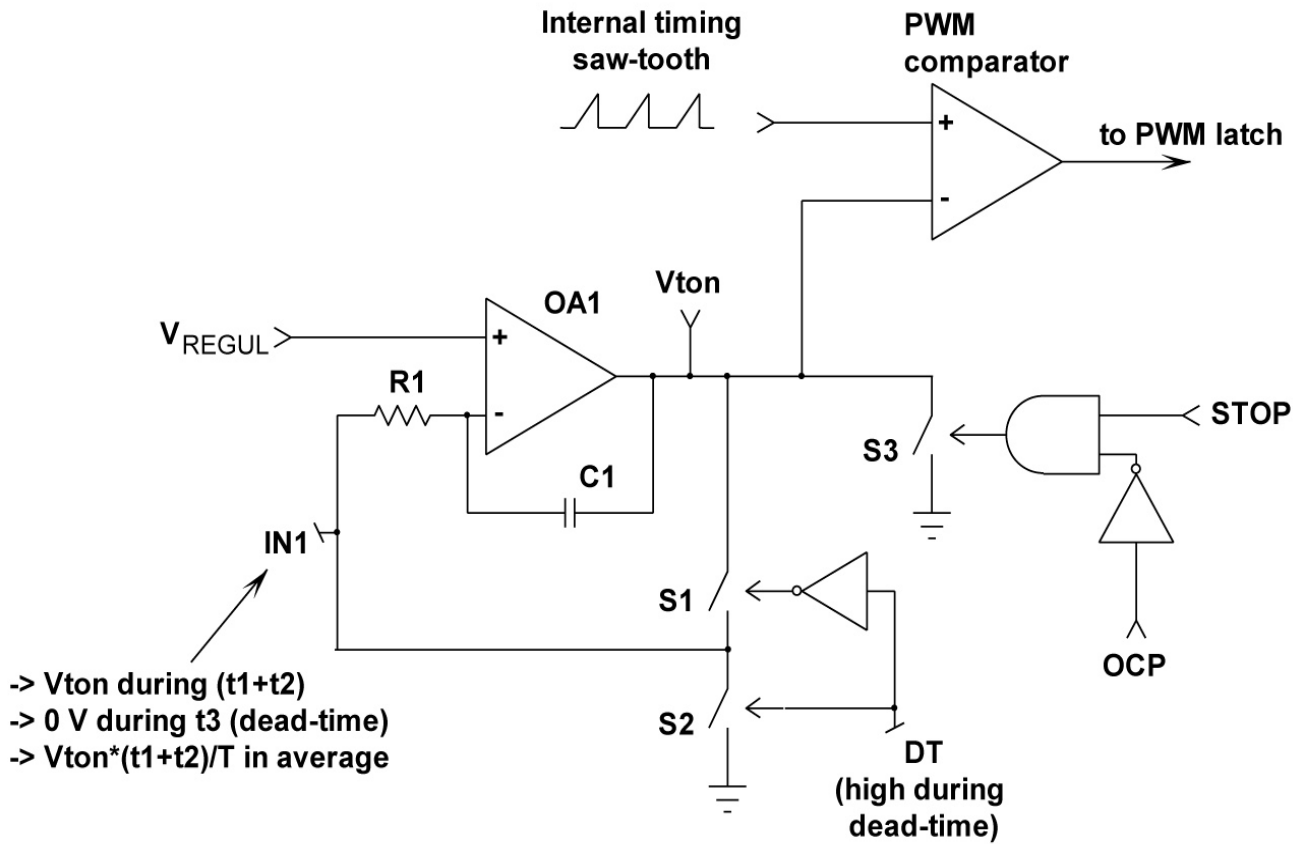 Internal timing
saw-tooth
PWM
comparator
+
-
to PWM latch
Vton
OA1
VREGUL
+
-
R1
C1
S3
STOP
OCP
IN1
S1
S2
DT
(high during
dead-time)
-> Vton during (t1+t2)
-> 0 V during t3 (dead-time)
-> Vton*(t1+t2)/T in average